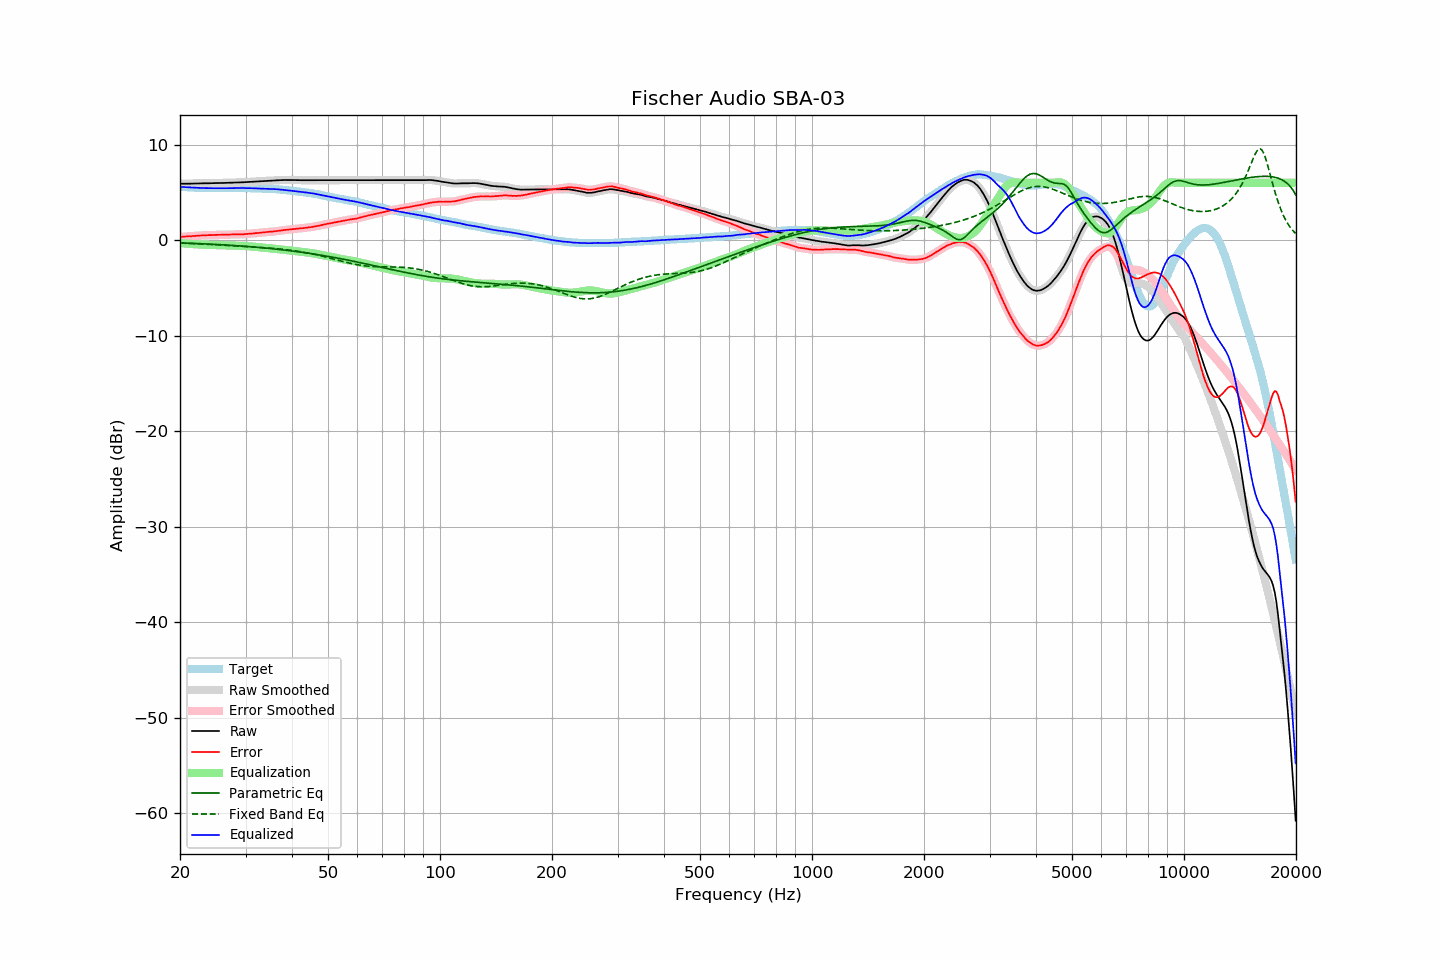 Fischer Audio SBA-03
Amplitude (dBr)
10
0
−10
−20
−30
−40
−50
−60
Target
Raw Smoothed
Error Smoothed
Raw
Error
Equalization
Parametric Eq
Fixed Band Eq
Equalized
20 50 100 200 500 1000 2000 5000 10000 20000
Frequency (Hz)